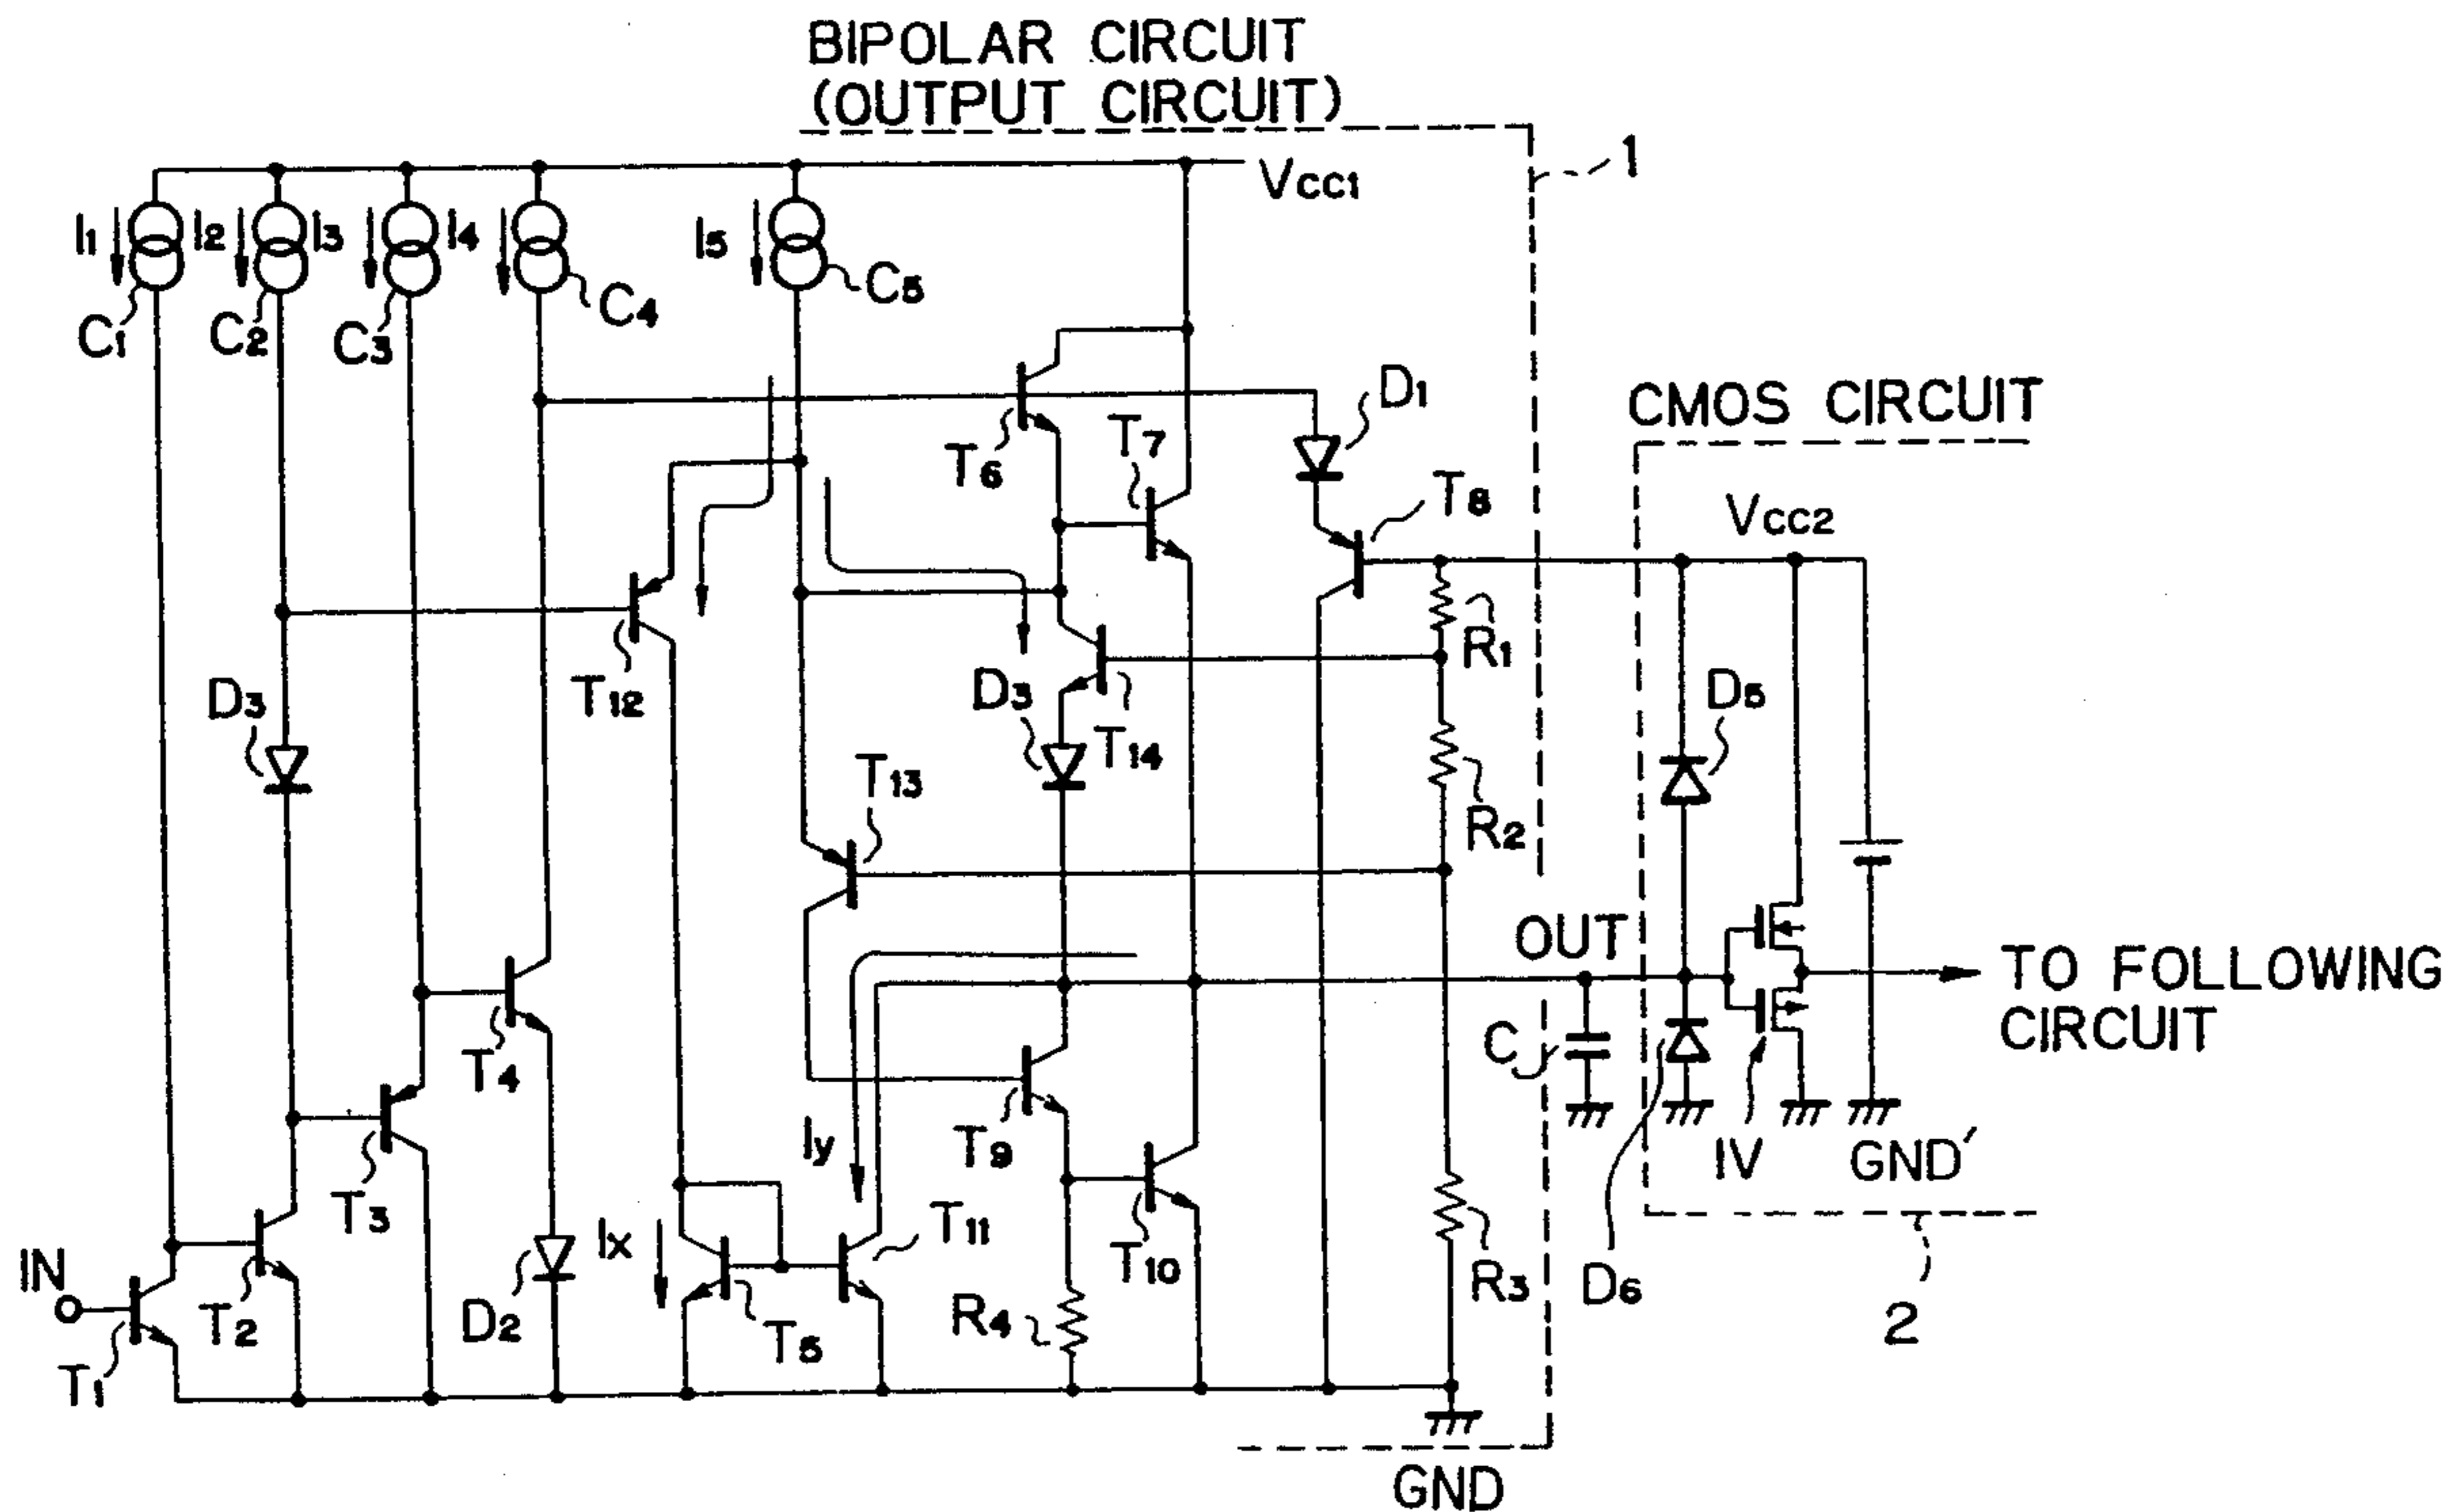 BIPOLAR CIRCUIT
(OUTPUT CIRCUIT)
1
Vcc1
I1
I2
I3
I4
I5
C1
C2
C3
C4
C5
D1
CMOS CIRCUIT
T6
T7
T8
Vcc2
R1
D3
T12
D3
T14
D5
T13
R2
OUT
TO FOLLOWING
CIRCUIT
T4
C
Iy
T9
IV
GND'
T3
IN
T2
D2
Ix
T5
T11
R4
T10
R3
D6
2
T1
GND